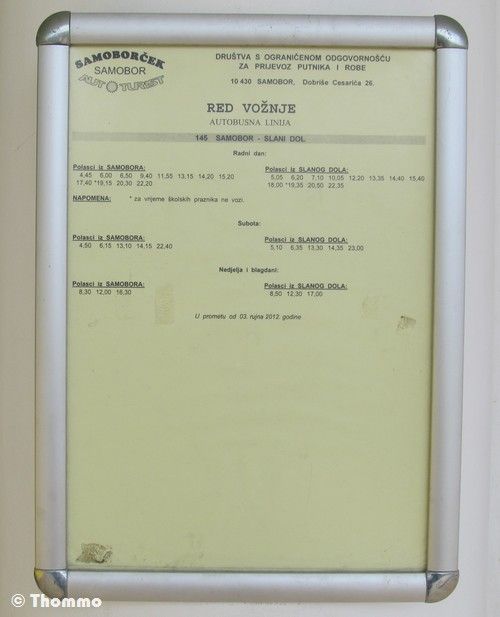 SAMOBORČEK
SAMOBOR
AUTOTURIST
DRUŠTVA S OGRANIČENOM ODGOVORNOŠĆU
ZA PRIJEVOZ PUTNIKA I ROBE
10 430 SAMOBOR, Dobriše Cesarića 26.
RED VOŽNJE
AUTOBUSNA LINIJA
145 SAMOBOR - SLANI DOL
Radni dan:
Polasci iz SAMOBORA:
4,45 6,00 6,50 9,40 11,55 13,15 14,20 15,20
17,40 *19,15 20,30 22,20
Polasci iz SLANOG DOLA:
5,05 6,20 7,10 10,05 12,20 13,35 14,40 15,40
18,00 *19,35 20,50 22,35
NAPOMENA: * za vrijeme školskih praznika ne vozi.
Subota:
Polasci iz SAMOBORA:
4,50 6,15 13,10 14,15 22,40
Polasci iz SLANOG DOLA:
5,10 6,35 13,30 14,35 23,00
Nedjelja i blagdani:
Polasci iz SAMOBORA:
8,30 12,00 16,30
Polasci iz SLANOG DOLA:
8,50 12,30 17,00
U prometu od 03. rujna 2012. godine
© Thommo